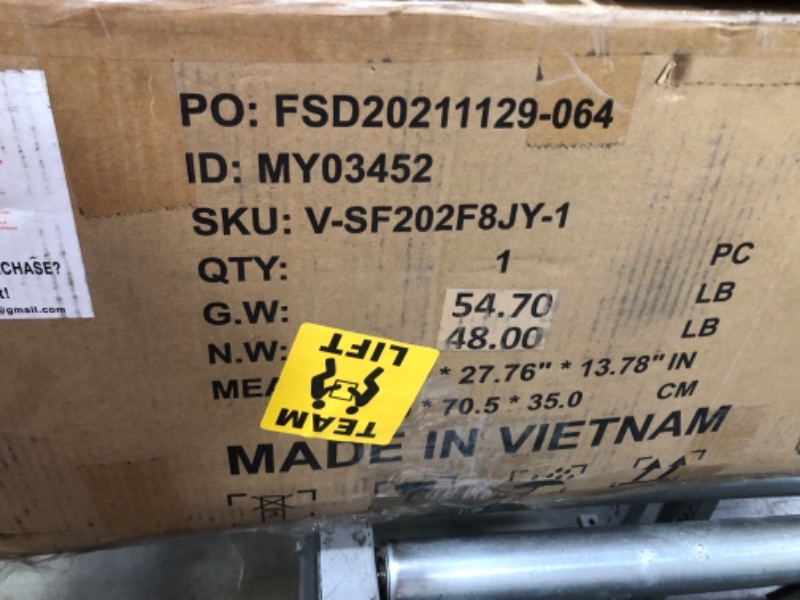 PO: FSD20211129-064
ID: MY03452
SKU: V-SF202F8JY-1
QTY: 1 PC
G.W: 54.70 LB
N.W: 48.00 LB
* 27.76" * 13.78" IN
* 70.5 * 35.0 CM
TEAM
LIFT
MADE IN VIETNAM
CHASE?
t!
@gmail.com